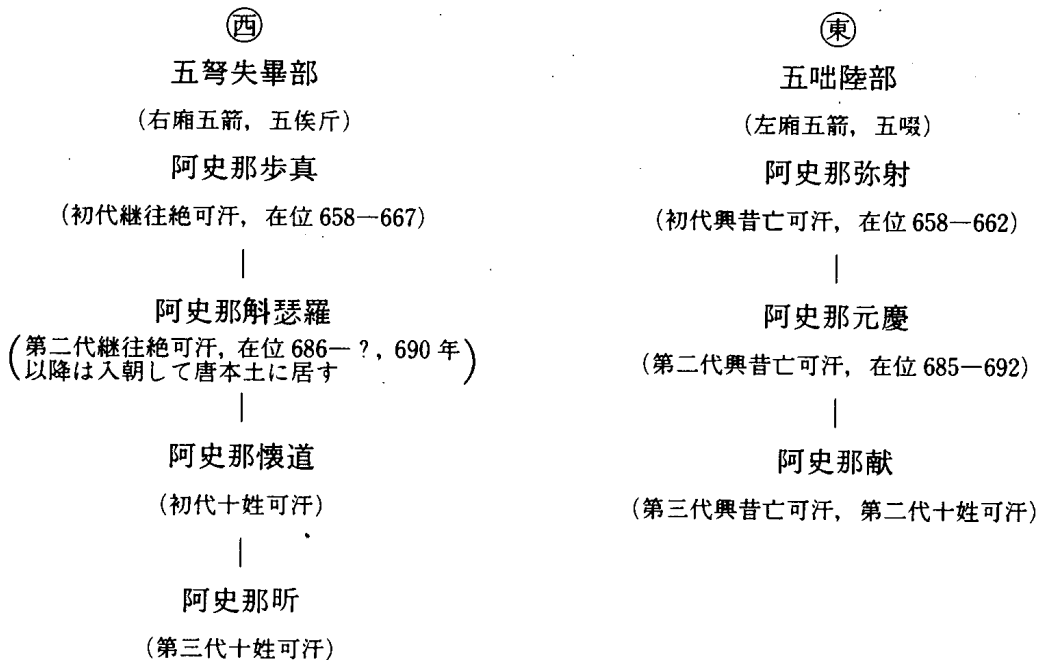 西
五弩失畢部
(右廂五箭，五俟斤)
阿史那歩真
(初代継往絶可汗，在位 658—667)
阿史那斛瑟羅
(第二代継往絶可汗，在位 686—？，690 年
以降は入朝して唐本土に居す)
阿史那懐道
(初代十姓可汗)
阿史那昕
(第三代十姓可汗)
東
五咄陸部
(左廂五箭，五啜)
阿史那弥射
(初代興昔亡可汗，在位 658—662)
阿史那元慶
(第二代興昔亡可汗，在位 685—692)
阿史那献
(第三代興昔亡可汗，第二代十姓可汗)